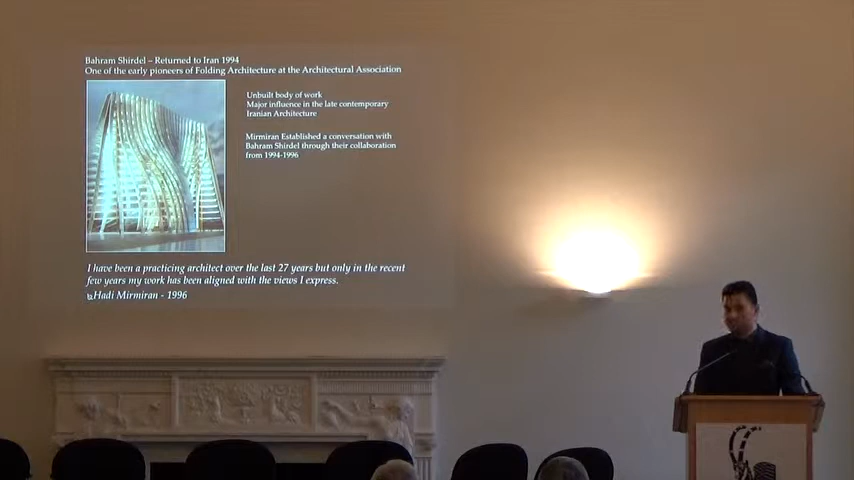 Bahram Shirdel – Returned to Iran 1994
One of the early pioneers of Folding Architecture at the Architectural Association
Unbuilt body of work
Major influence in the late contemporary
Iranian Architecture
Mirmiran Established a conversation with
Bahram Shirdel through their collaboration
from 1994-1996
I have been a practicing architect over the last 27 years but only in the recent
few years my work has been aligned with the views I express.
Hadi Mirmiran - 1996